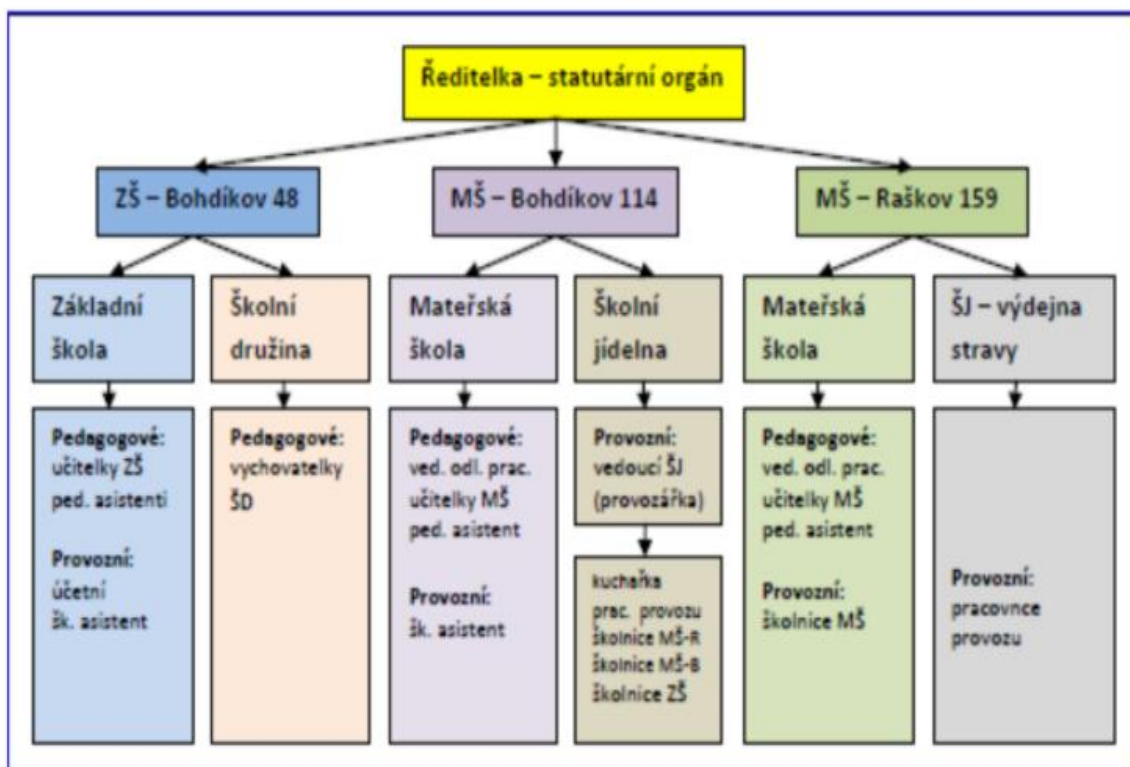 Ředitelka – statutární orgán
ZŠ – Bohdíkov 48
MŠ – Bohdíkov 114
MŠ – Raškov 159
Základní
škola
Školní
družina
Mateřská
škola
Školní
jídelna
Mateřská
škola
ŠJ – výdejna
stravy
Pedagogové:
učitelky ZŠ
ped. asistenti
Provozní:
účetní
šk. asistent
Pedagogové:
vychovatelky
ŠD
Pedagogové:
ved. odl. prac.
učitelky MŠ
ped. asistent
Provozní:
šk. asistent
Provozní:
vedoucí ŠJ
(provozářka)
kuchařka
prac. provozu
školnice MŠ-R
školnice MŠ-B
školnice ZŠ
Pedagogové:
ved. odl. prac.
učitelky MŠ
ped. asistent
Provozní:
školnice MŠ
Provozní:
pracovnce
provozu